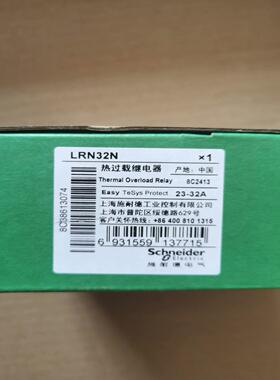 LRN32N ×1
热过载继电器 产地：中国
Thermal Overload Relay 8C2413
Easy TeSys Protect 23-32A
上海施耐德工业控制有限公司
上海市普陀区绥德路629号
客户关怀热线：+86 400 810 1315
6 931559 137715
Schneider
Electric
施耐德电气
8CS8613074